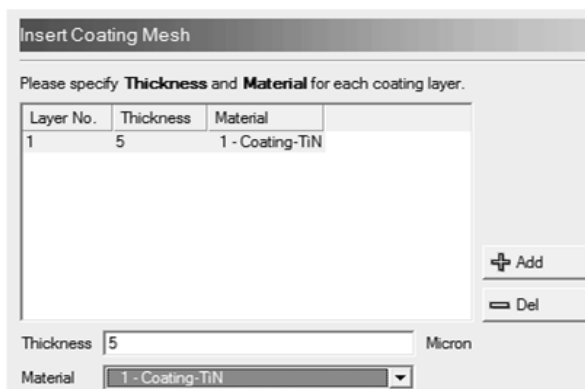 Insert Coating Mesh
Please specify Thickness and Material for each coating layer.
Layer No. Thickness Material
1 5 1 - Coating-TiN
Add
Del
Thickness 5 Micron
Material 1 - Coating-TiN